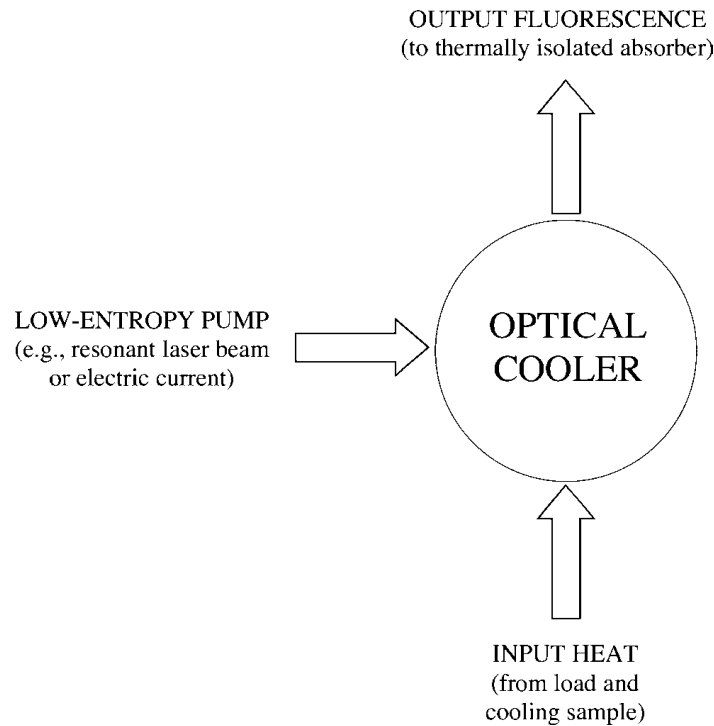 OUTPUT FLUORESCENCE
(to thermally isolated absorber)
LOW-ENTROPY PUMP
(e.g., resonant laser beam
or electric current)
OPTICAL
COOLER
INPUT HEAT
(from load and
cooling sample)